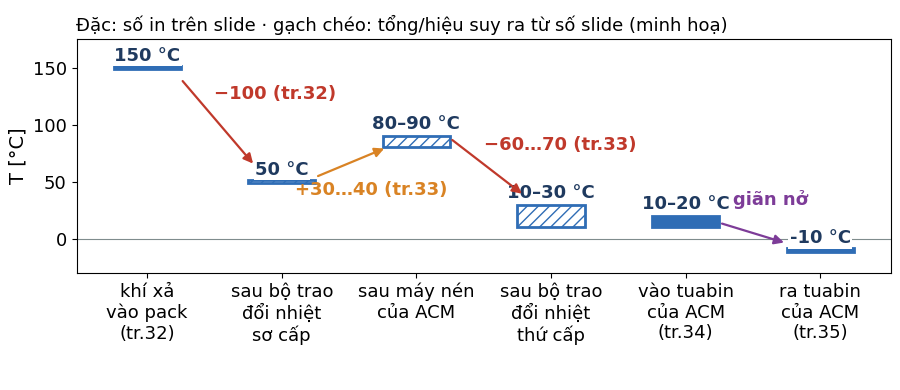 Đặc: số in trên slide · gạch chéo: tổng/hiệu suy ra từ số slide (minh hoạ)
T [°C]
150
100
50
0
150 °C
−100 (tr.32)
50 °C
+30…40 (tr.33)
80–90 °C
−60…70 (tr.33)
10–30 °C
10–20 °C
giãn nở
-10 °C
khí xả
vào pack
(tr.32)
sau bộ trao
đổi nhiệt
sơ cấp
sau máy nén
của ACM
sau bộ trao
đổi nhiệt
thứ cấp
vào tuabin
của ACM
(tr.34)
ra tuabin
của ACM
(tr.35)